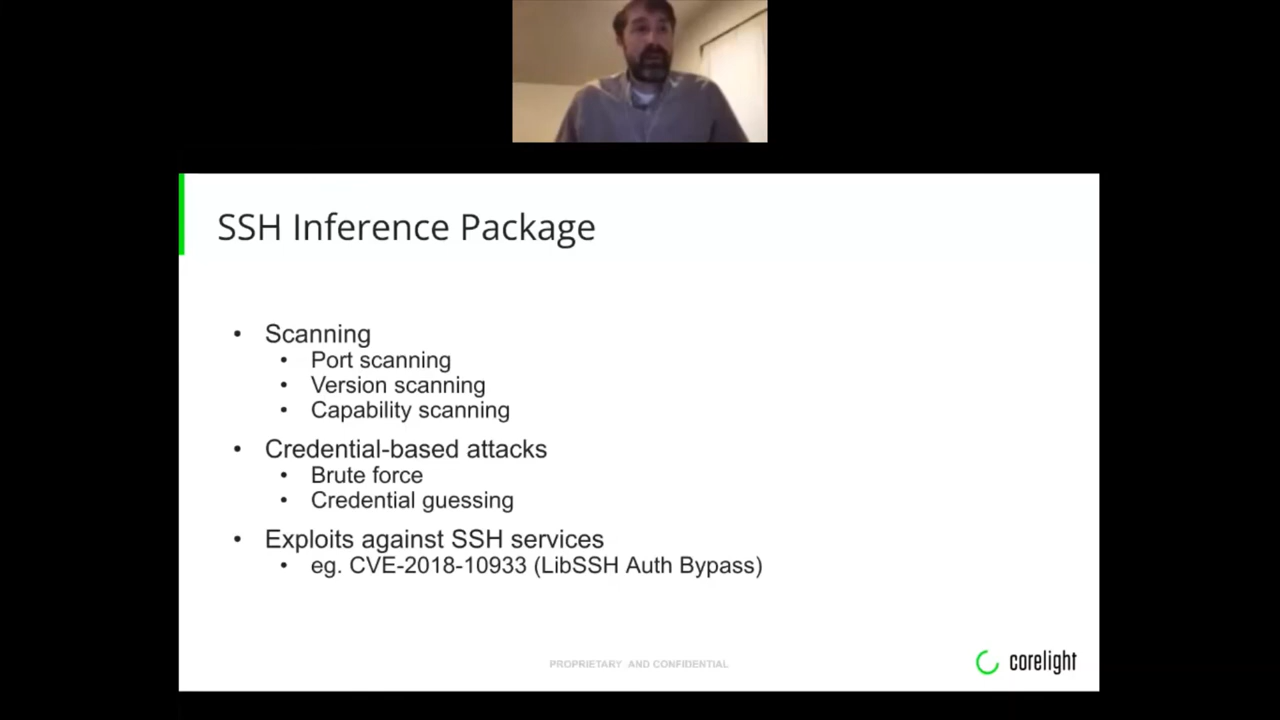 SSH Inference Package
• Scanning
• Port scanning
• Version scanning
• Capability scanning
• Credential-based attacks
• Brute force
• Credential guessing
• Exploits against SSH services
• eg. CVE-2018-10933 (LibSSH Auth Bypass)
PROPRIETARY AND CONFIDENTIAL
corelight